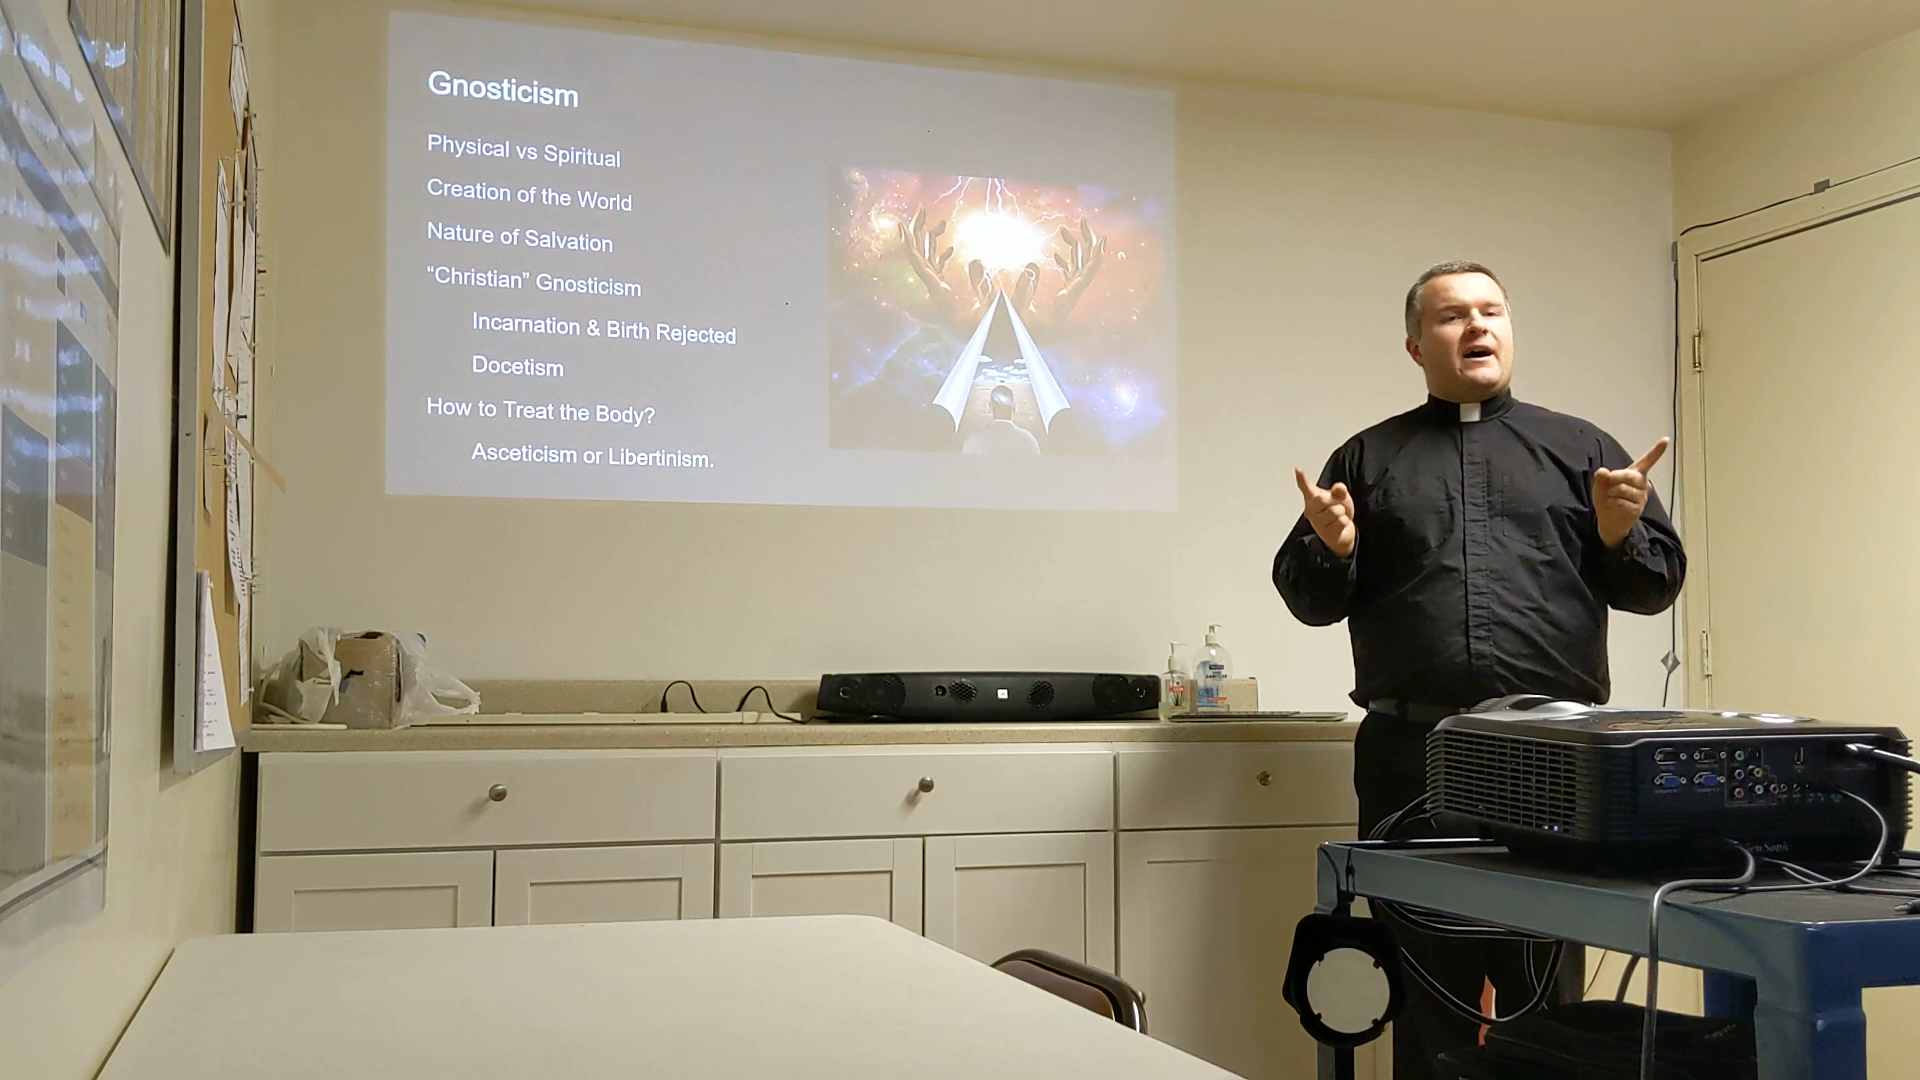 Gnosticism
Physical vs Spiritual
Creation of the World
Nature of Salvation
“Christian” Gnosticism
Incarnation & Birth Rejected
Docetism
How to Treat the Body?
Asceticism or Libertinism.
ViewSonic